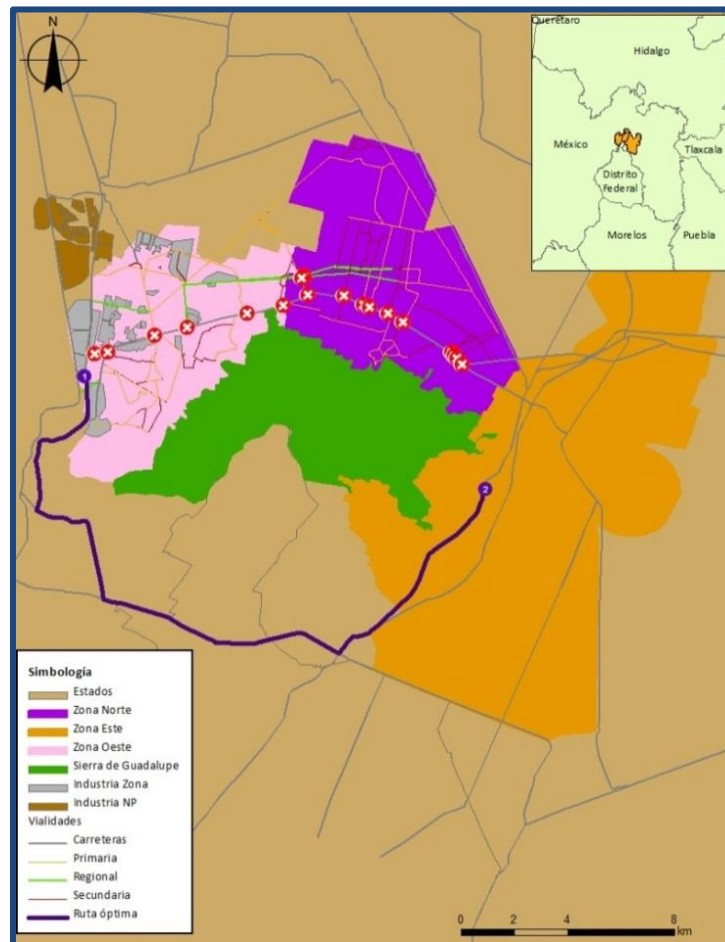 N
Querétaro
Hidalgo
México
Tlaxcala
Distrito
Federal
Morelos
Puebla
1
2
Simbología
Estados
Zona Norte
Zona Este
Zona Oeste
Sierra de Guadalupe
Industria Zona
Industria NP
Vialidades
Carreteras
Primaria
Regional
Secundaria
Ruta óptima
0 2 4 8
km